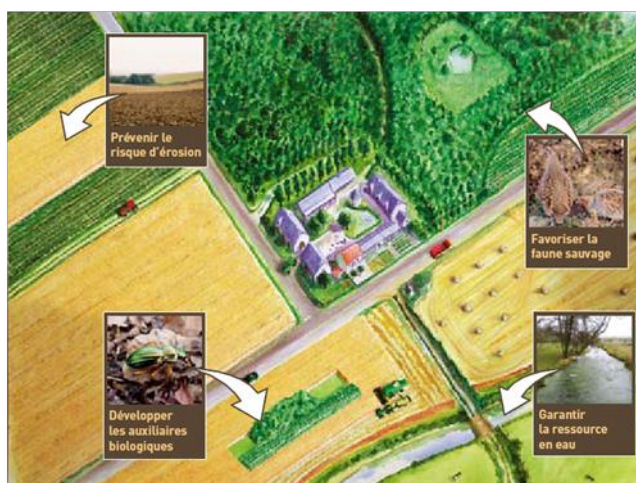 Prévenir le
risque d'érosion
Favoriser la
faune sauvage
Développer
les auxiliaires
biologiques
Garantir
la ressource
en eau